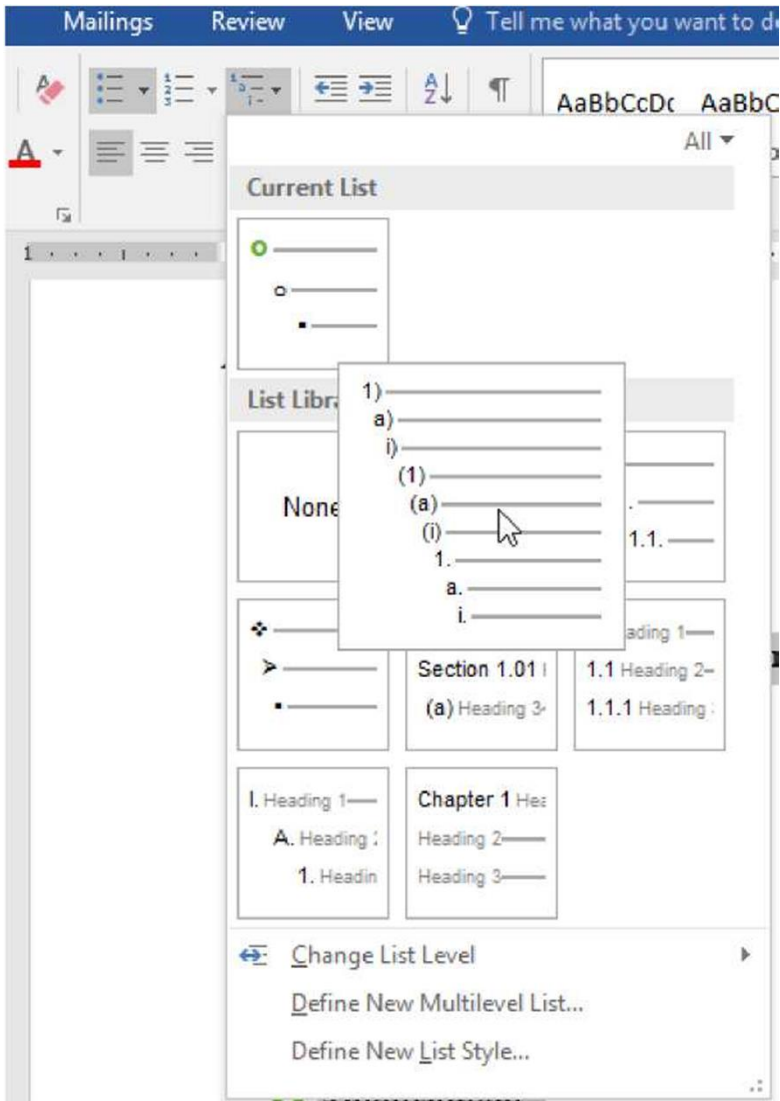 Mailings Review View Tell me what you want to
AaBbCcDc AaBbC
All
Current List
List Libr
1)
a)
i)
(1)
(a)
(i)
1.
a.
i.
None
1.1.
ading 1
Section 1.01 1.1 Heading 2
(a) Heading 3 1.1.1 Heading
I. Heading 1 Chapter 1 Hea
A. Heading Heading 2
1. Headin Heading 3
Change List Level
Define New Multilevel List...
Define New List Style...